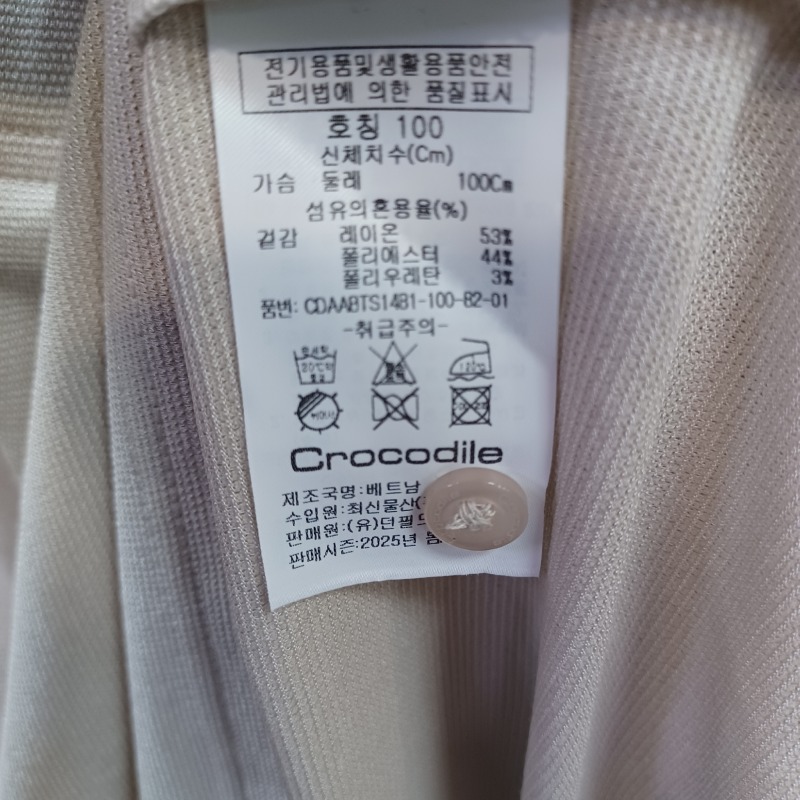 전기용품및생활용품안전
관리법에 의한 품질표시
호칭 100
신체치수(Cm)
가슴 둘레 100Cm
섬유의혼용율(%)
겉감 레이온 53%
폴리에스터 44%
폴리우레탄 3%
품번: CDAABTS1481-100-82-01
-취급주의-
120℃
Crocodile
제조국명:베트남
수입원:최신물산(
판매원:(유)던필드
판매시즌:2025년 봄